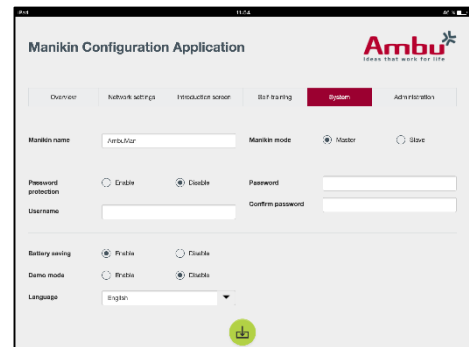 iPad 11:54
Manikin Configuration Application
Ambu
Ideas that work for life
Overview Network settings Introduction screen Self-training System Administration
Manikin name AmbuMan Manikin mode Master Slave
Password protection Enable Disable Password
Username Confirm password
Battery saving Enable Disable
Demo mode Enable Disable
Language English